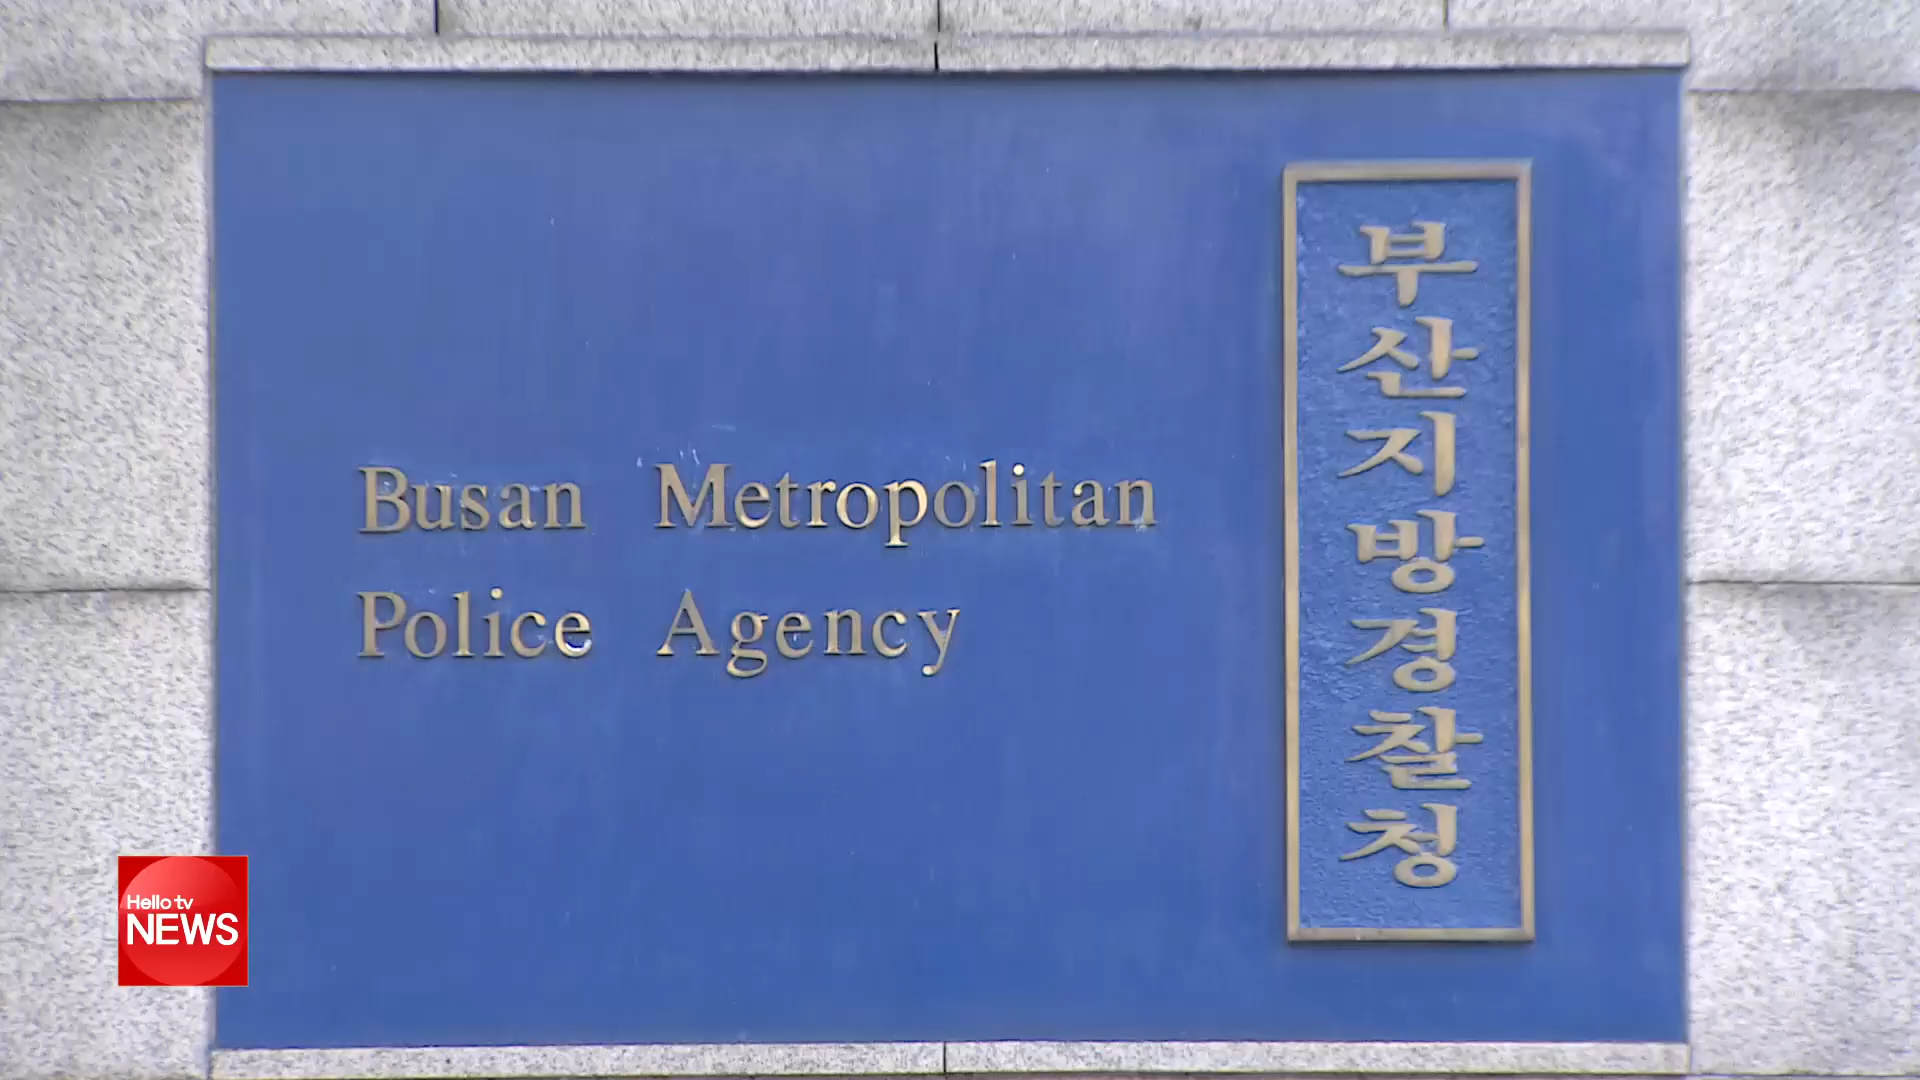 Busan Metropolitan
Police Agency
부산지방경찰청
Hello tv
NEWS